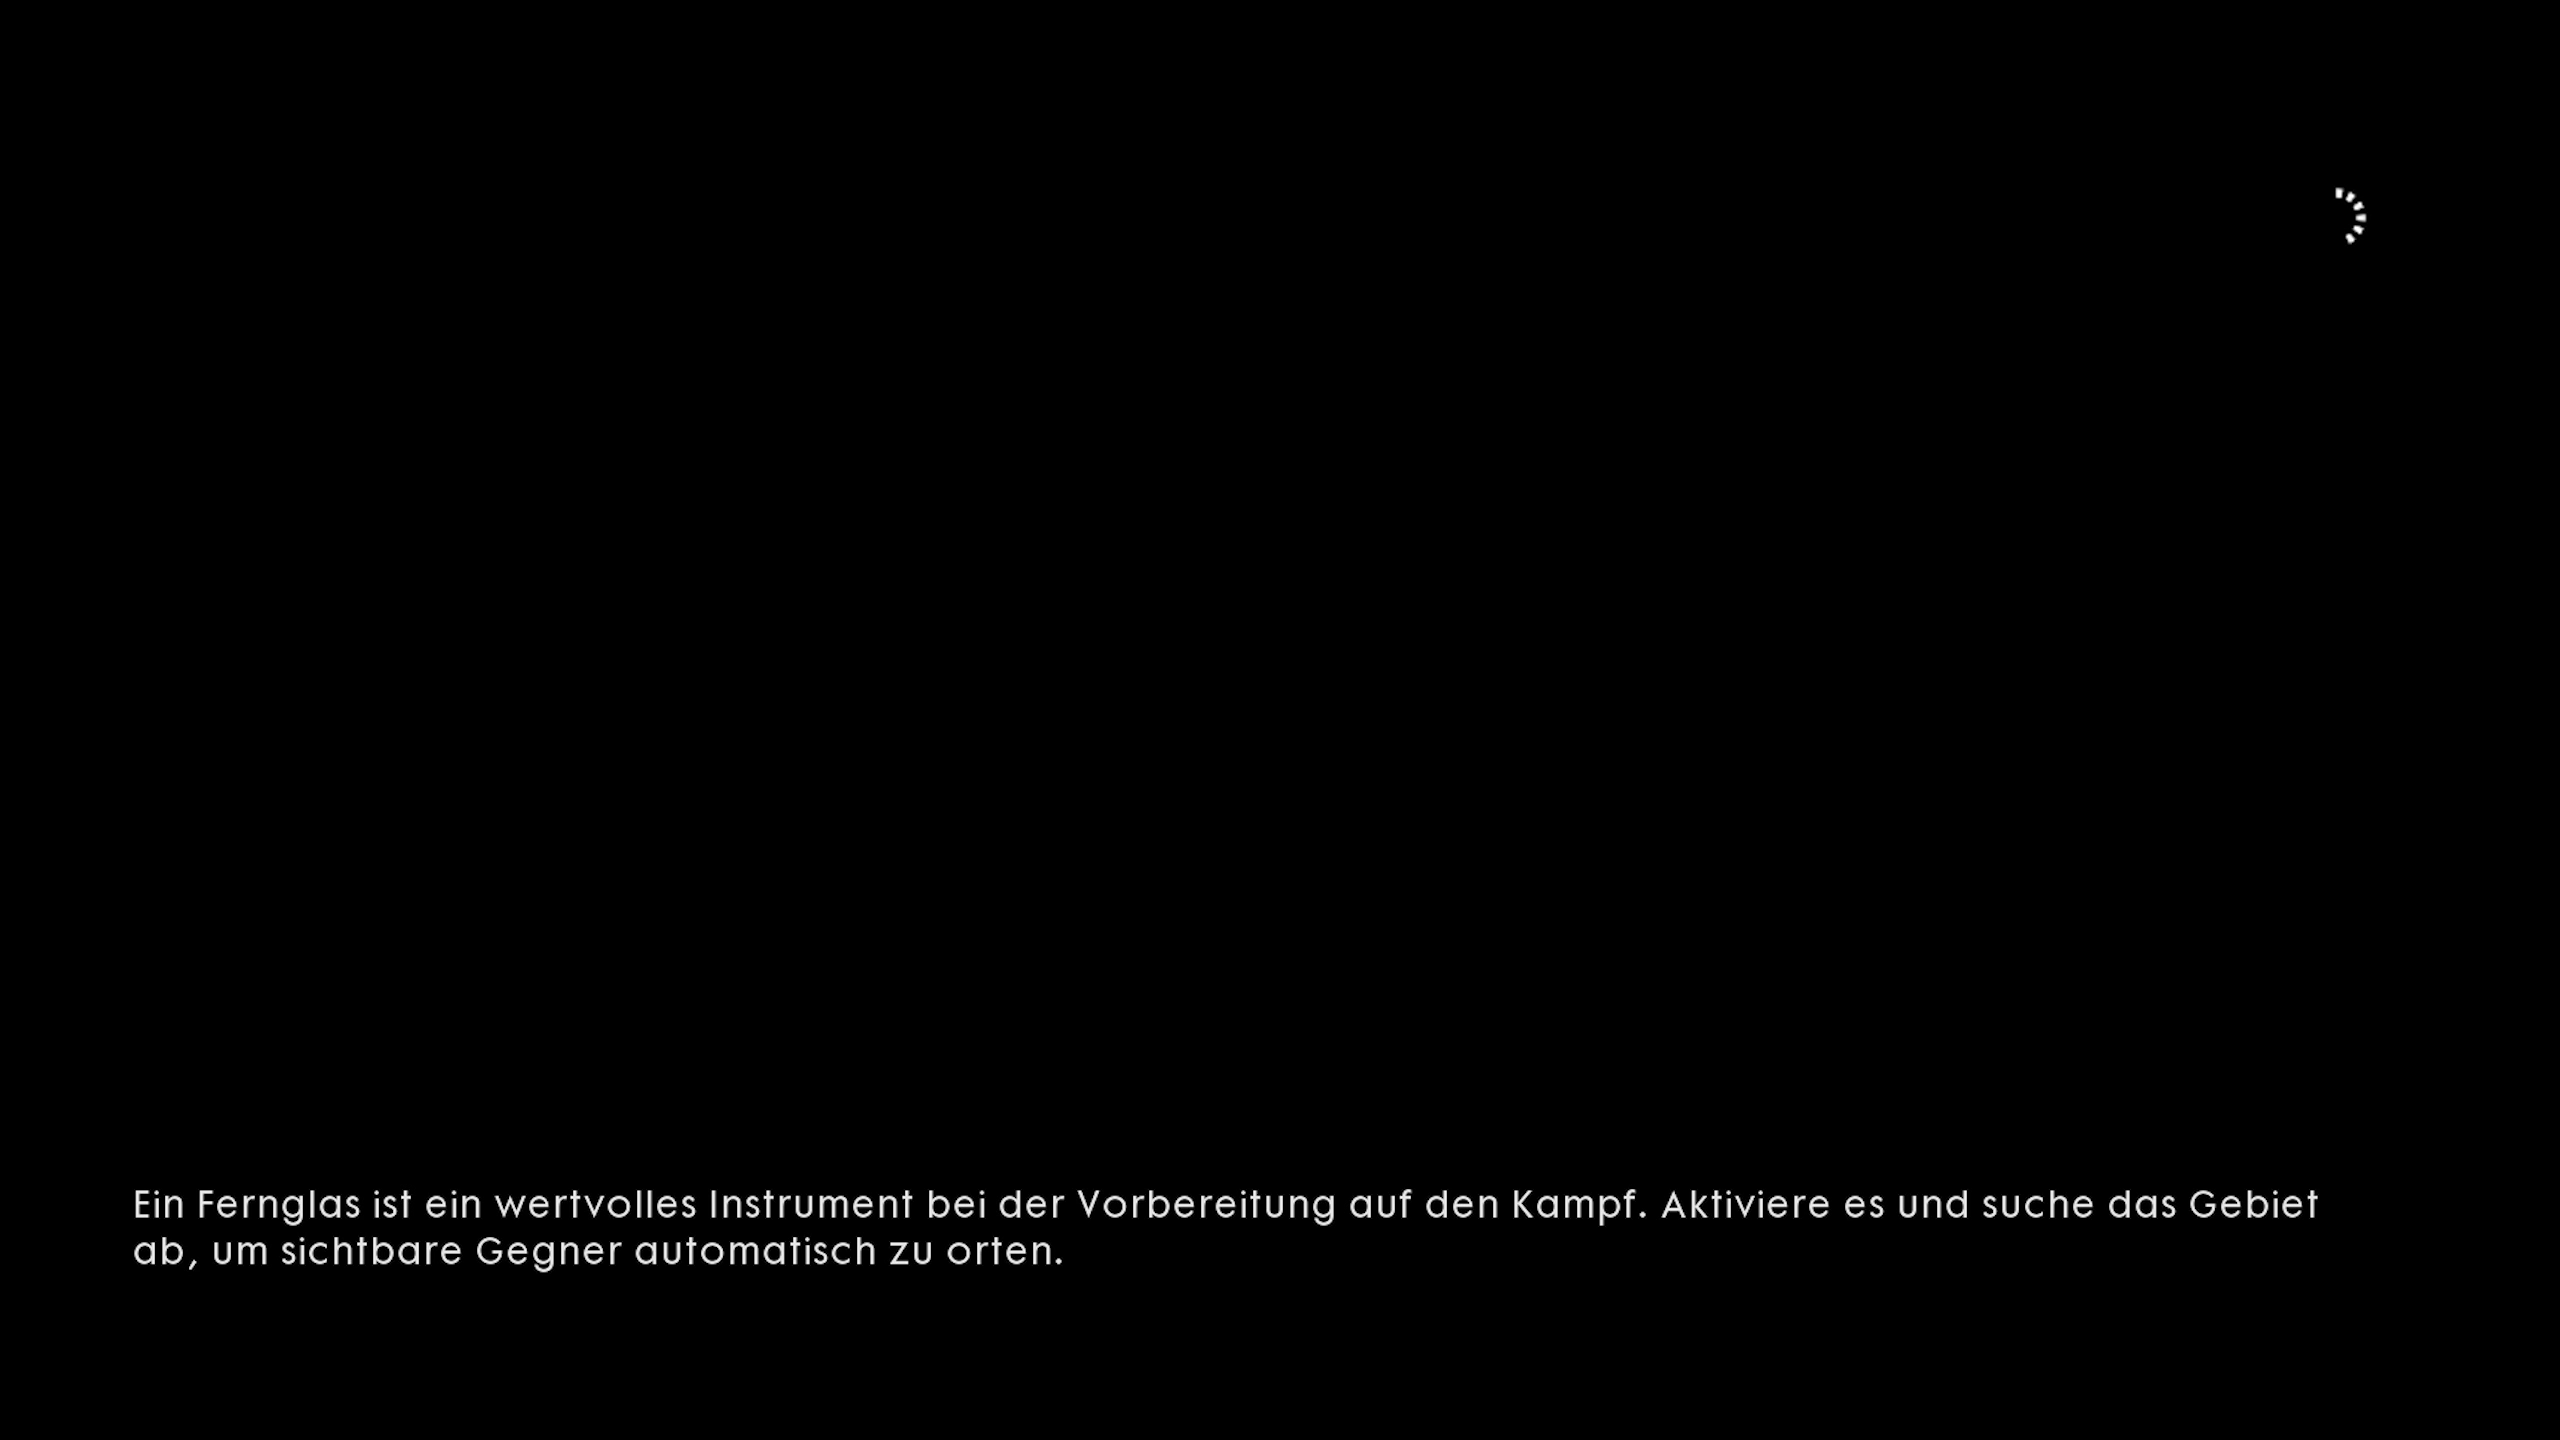 Ein Fernglas ist ein wertvolles Instrument bei der Vorbereitung auf den Kampf. Aktiviere es und suche das Gebiet
ab, um sichtbare Gegner automatisch zu orten.